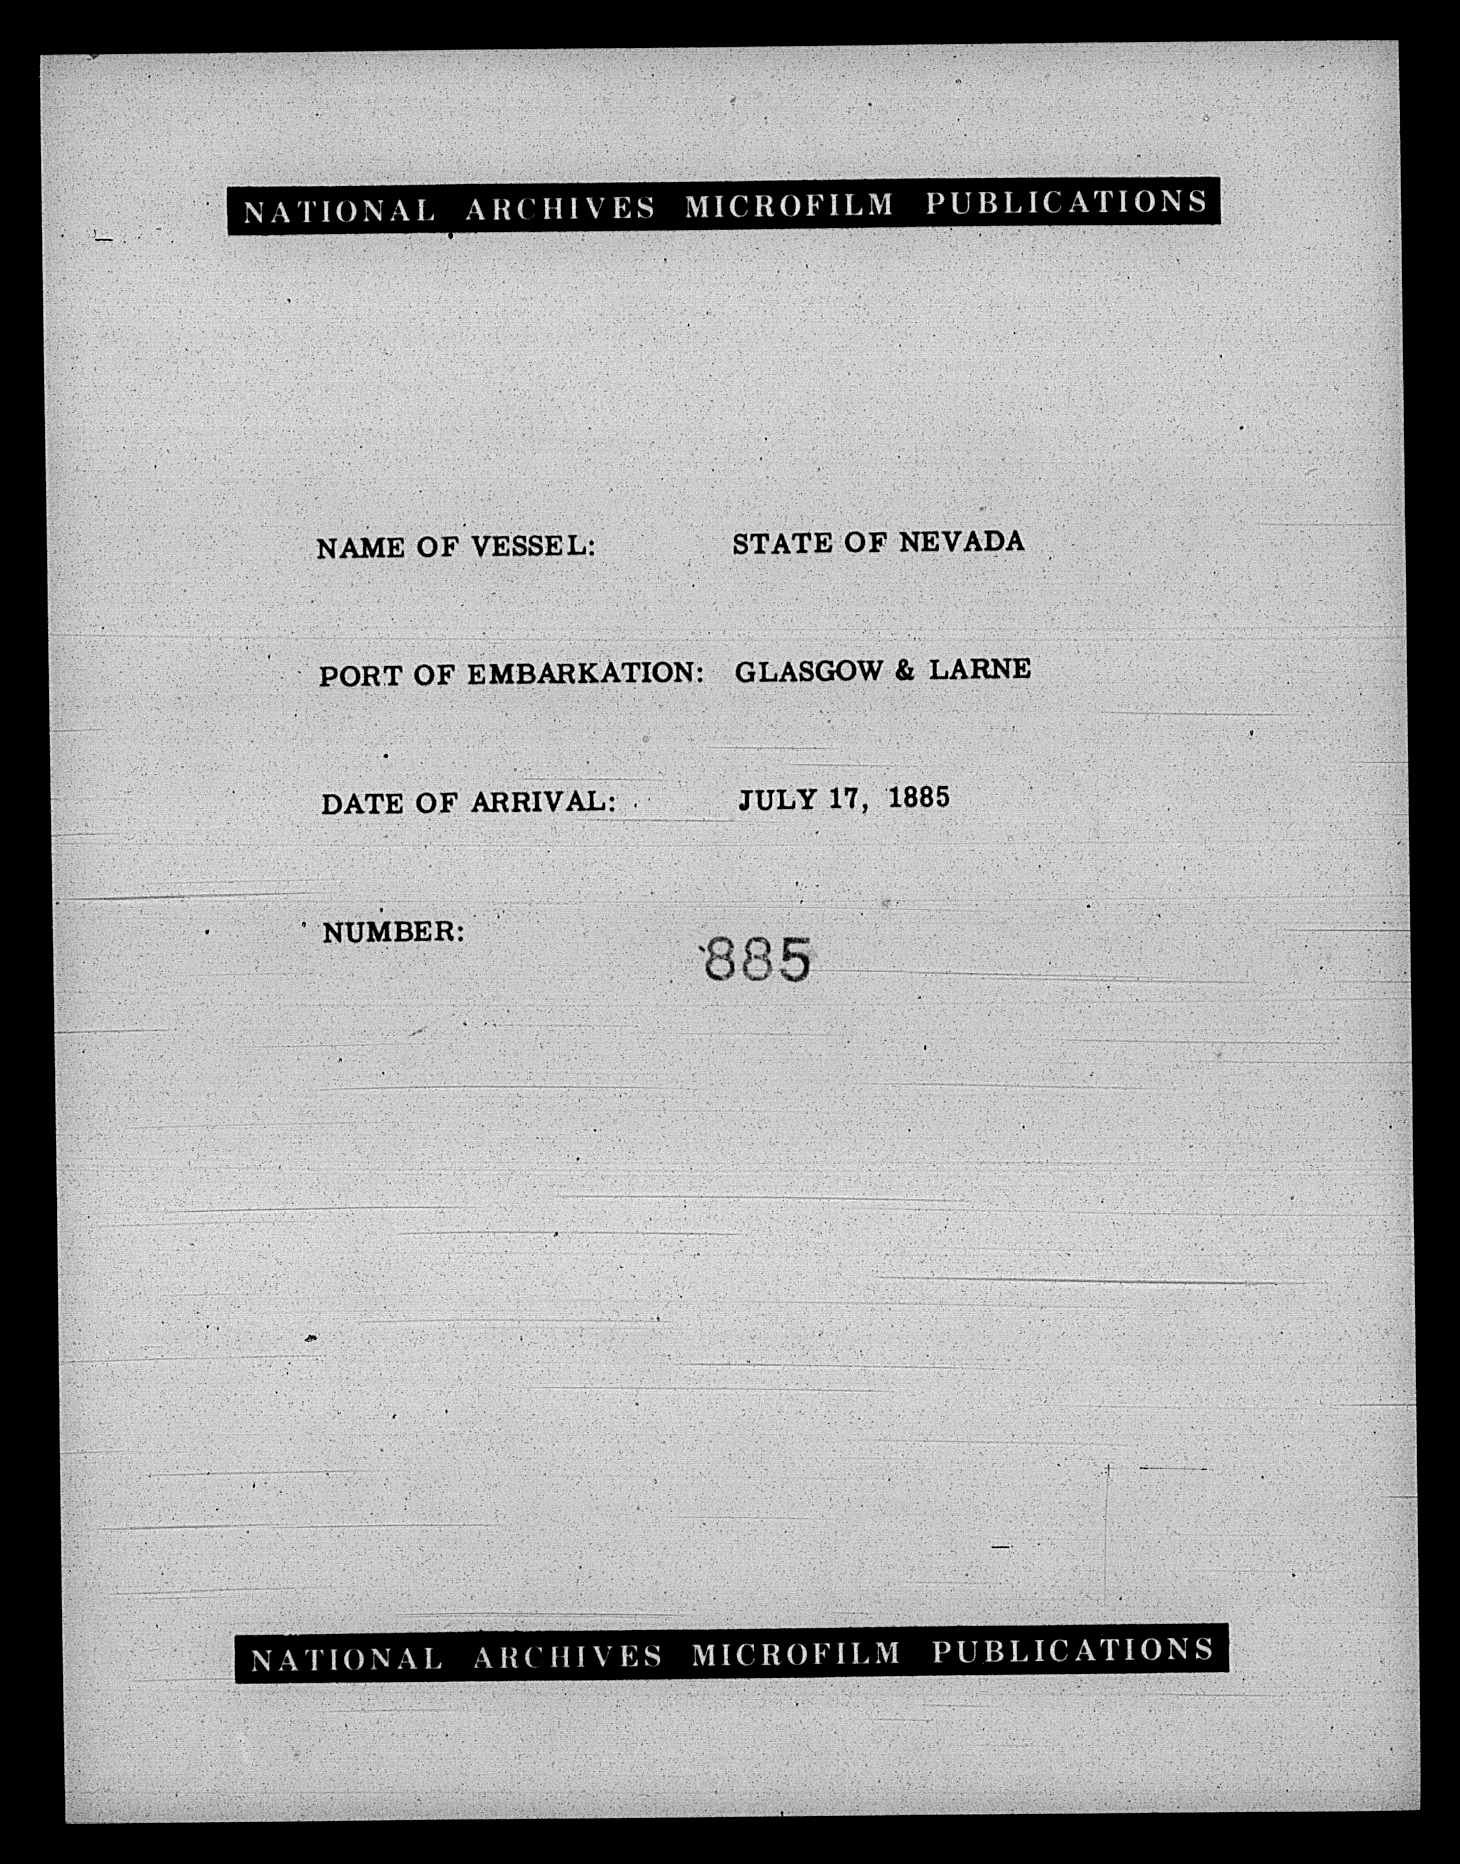 NATIONAL ARCHIVES MICROFILM PUBLICATIONS
NAME OF VESSEL: STATE OF NEVADA
PORT OF EMBARKATION: GLASGOW & LARNE
DATE OF ARRIVAL: JULY 17, 1885
NUMBER: 885
NATIONAL ARCHIVES MICROFILM PUBLICATIONS